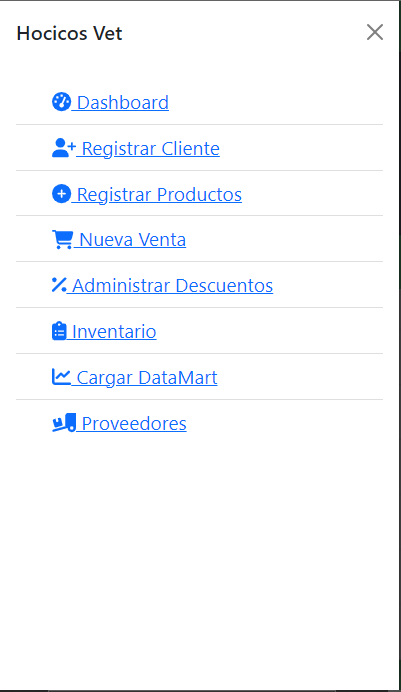 Hocicos Vet
Dashboard
Registrar Cliente
Registrar Productos
Nueva Venta
Administrar Descuentos
Inventario
Cargar DataMart
Proveedores